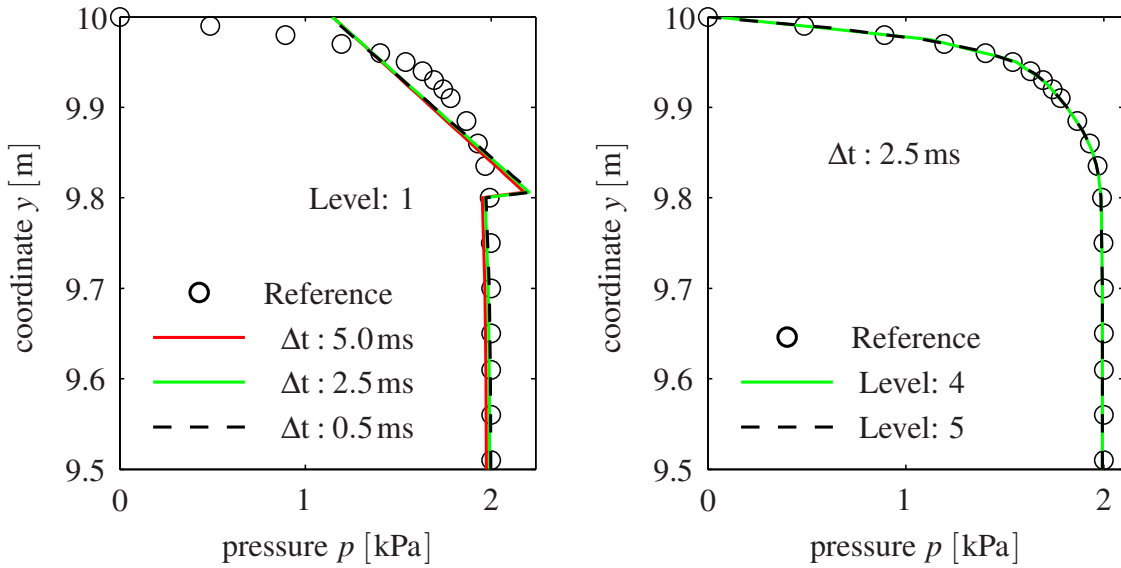 10
9.9
9.8
9.7
9.6
9.5
coordinate y [m]
Level: 1
Reference
Δt : 5.0 ms
Δt : 2.5 ms
Δt : 0.5 ms
0
1
2
pressure p [kPa]
10
9.9
9.8
9.7
9.6
9.5
coordinate y [m]
Δt : 2.5 ms
Reference
Level: 4
Level: 5
0
1
2
pressure p [kPa]